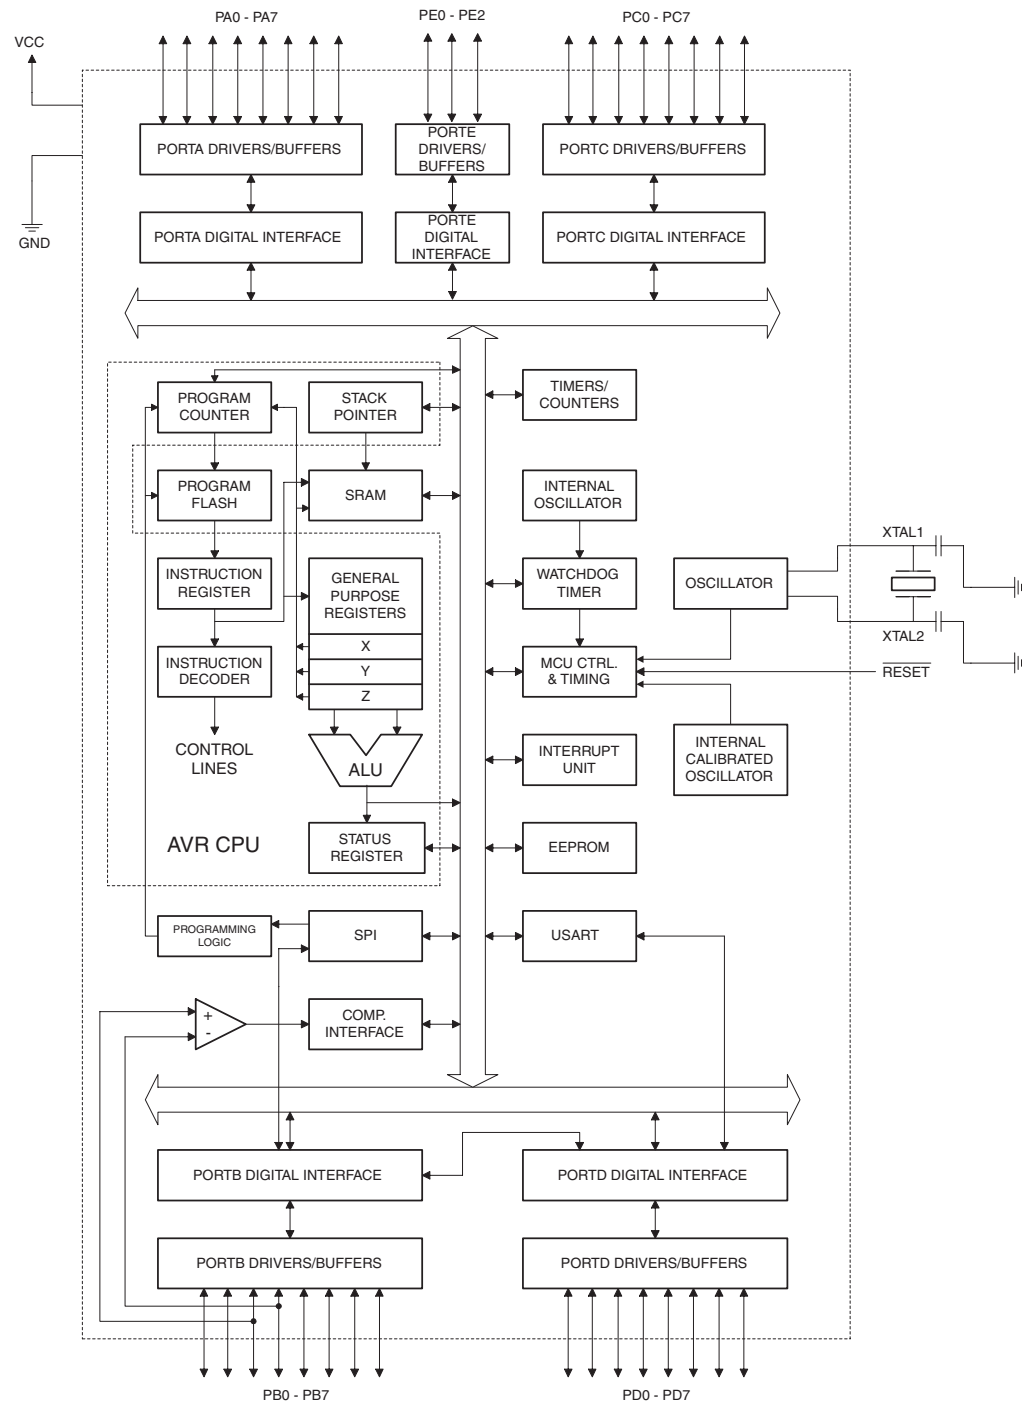 PA0 - PA7
PE0 - PE2
PC0 - PC7
VCC
PORTA DRIVERS/BUFFERS
PORTE
DRIVERS/
BUFFERS
PORTC DRIVERS/BUFFERS
GND
PORTA DIGITAL INTERFACE
PORTE
DIGITAL
INTERFACE
PORTC DIGITAL INTERFACE
PROGRAM
COUNTER
STACK
POINTER
TIMERS/
COUNTERS
PROGRAM
FLASH
SRAM
INTERNAL
OSCILLATOR
XTAL1
INSTRUCTION
REGISTER
GENERAL
PURPOSE
REGISTERS
WATCHDOG
TIMER
OSCILLATOR
XTAL2
X
Y
Z
INSTRUCTION
DECODER
MCU CTRL.
& TIMING
RESET
CONTROL
LINES
ALU
INTERRUPT
UNIT
INTERNAL
CALIBRATED
OSCILLATOR
AVR CPU
STATUS
REGISTER
EEPROM
PROGRAMMING
LOGIC
SPI
USART
+
-
COMP.
INTERFACE
PORTB DIGITAL INTERFACE
PORTD DIGITAL INTERFACE
PORTB DRIVERS/BUFFERS
PORTD DRIVERS/BUFFERS
PB0 - PB7
PD0 - PD7